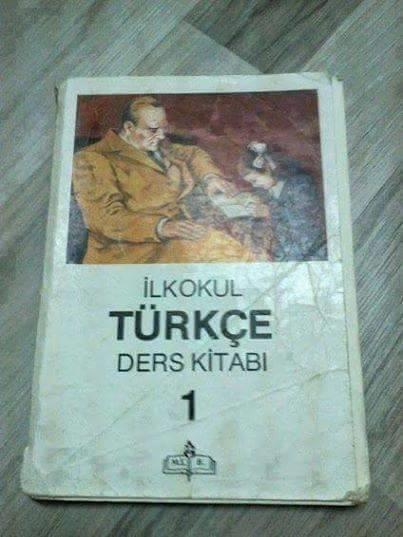 İLKOKUL
TÜRKÇE
DERS KİTABI
1
M.E. B.